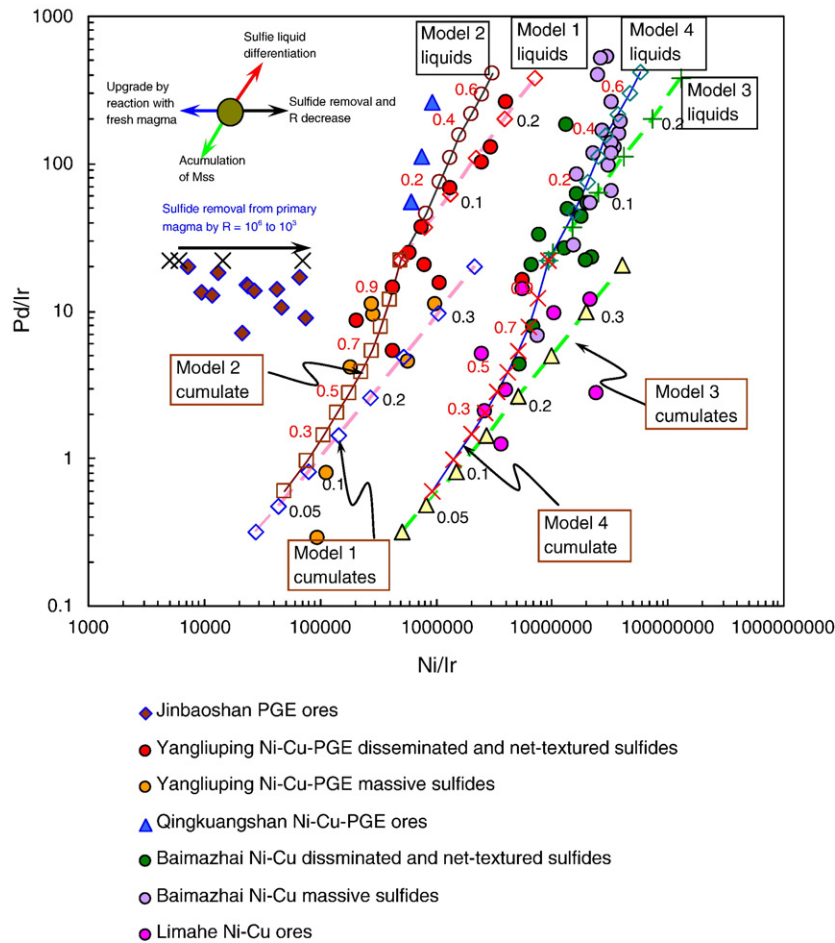 1000
100
10
1
0.1
Pd/Ir
1000
10000
100000
1000000
10000000
100000000
1000000000
Ni/Ir
Sulfie liquid
differentiation
Upgrade by
reaction with
fresh magma
Sulfide removal and
R decrease
Acumulation
of Mss
Sulfide removal from primary
magma by R = 10⁶ to 10³
Model 2
liquids
Model 1
liquids
Model 4
liquids
Model 3
liquids
0.6
0.4
0.2
0.2
0.1
0.9
0.7
0.5
0.3
0.3
0.2
0.1
0.05
0.6
0.4
0.2
0.2
0.1
0.7
0.5
0.3
0.3
0.2
0.1
0.05
Model 2
cumulate
Model 1
cumulates
Model 3
cumulates
Model 4
cumulate
Jinbaoshan PGE ores
Yangliuping Ni-Cu-PGE disseminated and net-textured sulfides
Yangliuping Ni-Cu-PGE massive sulfides
Qingkuangshan Ni-Cu-PGE ores
Baimazhai Ni-Cu dissminated and net-textured sulfides
Baimazhai Ni-Cu massive sulfides
Limahe Ni-Cu ores